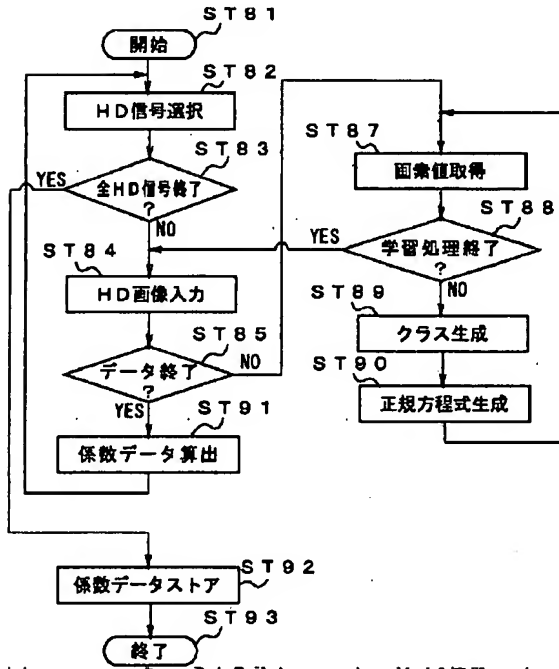 ST81
開始
ST82
HD信号選択
ST83
YES
全HD信号終了
?
NO
ST84
HD画像入力
ST85
データ終了
?
NO
YES
ST91
係数データ算出
ST87
画素値取得
ST88
YES
学習処理終了
?
NO
ST89
クラス生成
ST90
正規方程式生成
ST92
係数データストア
ST93
終了